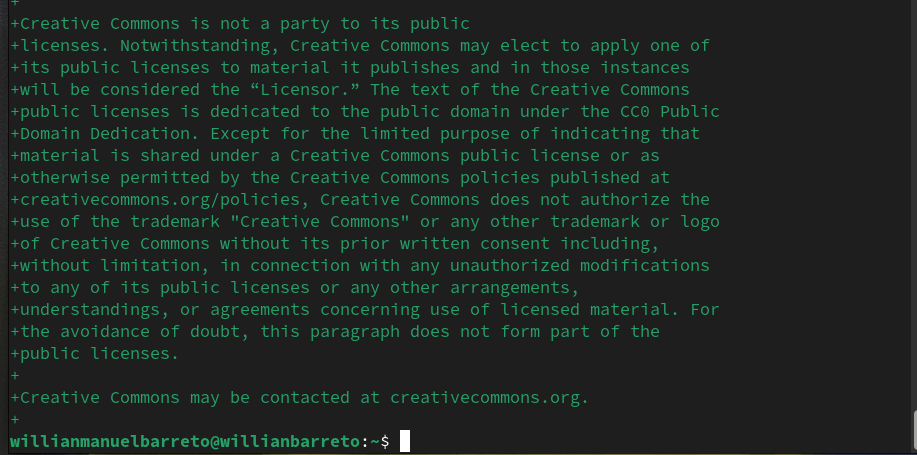 +
+Creative Commons is not a party to its public
+licenses. Notwithstanding, Creative Commons may elect to apply one of
+its public licenses to material it publishes and in those instances
+will be considered the “Licensor.” The text of the Creative Commons
+public licenses is dedicated to the public domain under the CC0 Public
+Domain Dedication. Except for the limited purpose of indicating that
+material is shared under a Creative Commons public license or as
+otherwise permitted by the Creative Commons policies published at
+creativecommons.org/policies, Creative Commons does not authorize the
+use of the trademark "Creative Commons" or any other trademark or logo
+of Creative Commons without its prior written consent including,
+without limitation, in connection with any unauthorized modifications
+to any of its public licenses or any other arrangements,
+understandings, or agreements concerning use of licensed material. For
+the avoidance of doubt, this paragraph does not form part of the
+public licenses.
+
+Creative Commons may be contacted at creativecommons.org.
+
willianmanuelbarreto@willianbarreto:~$